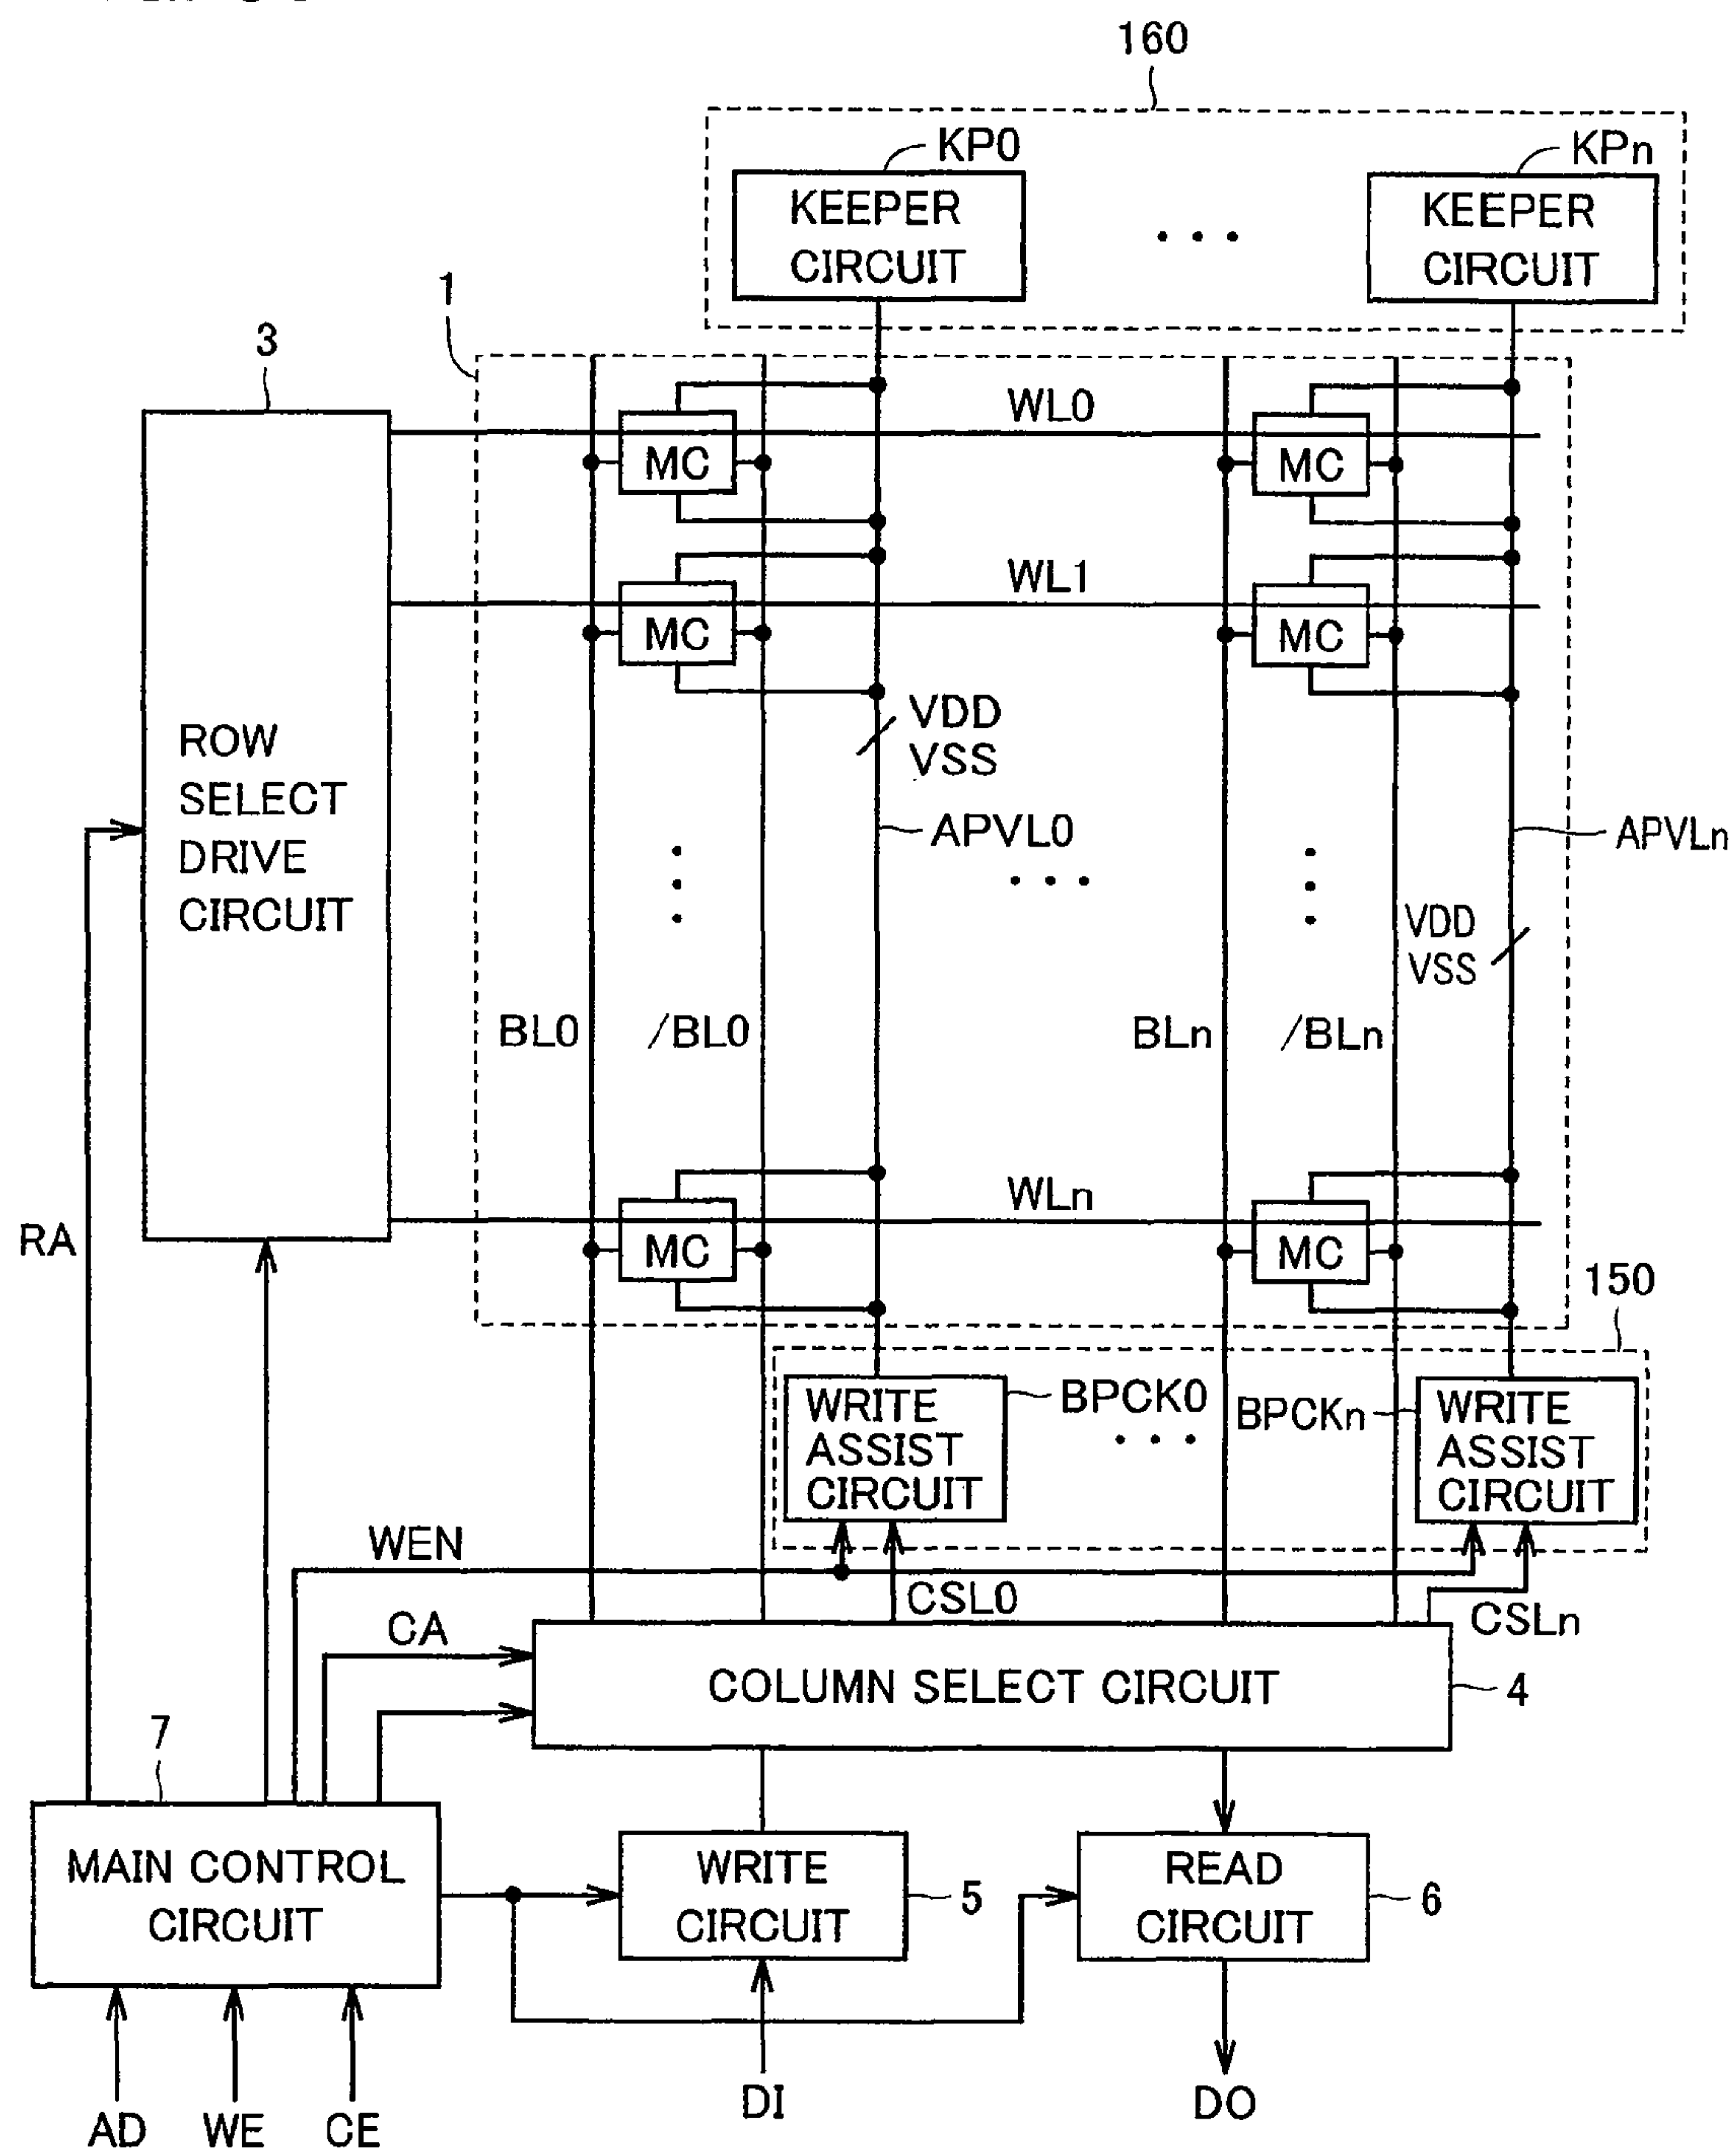 160
KP0
KPn
KEEPER
CIRCUIT
KEEPER
CIRCUIT
1
3
WL0
MC
MC
WL1
MC
MC
VDD
VSS
ROW
SELECT
DRIVE
CIRCUIT
APVL0
APVLn
VDD
VSS
BL0
/BL0
BLn
/BLn
WLn
MC
MC
RA
150
WRITE
ASSIST
CIRCUIT
BPCK0
BPCKn
WRITE
ASSIST
CIRCUIT
WEN
CSL0
CSLn
CA
COLUMN SELECT CIRCUIT
4
7
MAIN CONTROL
CIRCUIT
WRITE
CIRCUIT
5
READ
CIRCUIT
6
AD
WE
CE
DI
DO